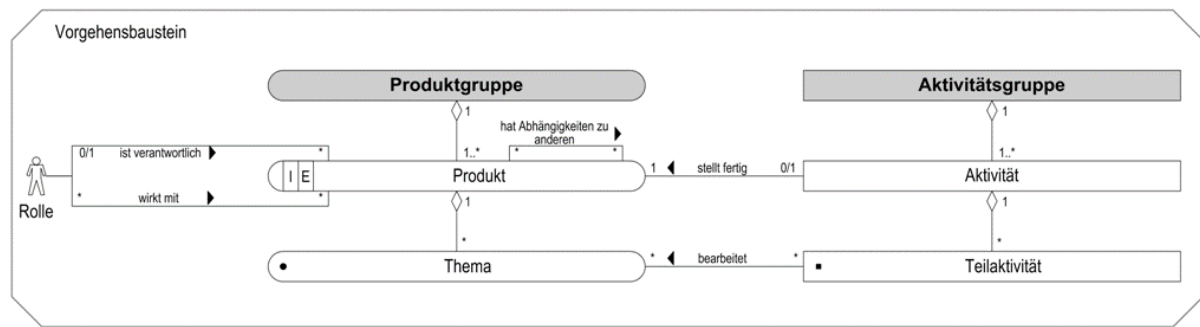 Vorgehensbaustein
Produktgruppe
Aktivitätsgruppe
1
hat Abhängigkeiten zu
anderen
1
0/1 ist verantwortlich *
1..*
* *
1..*
I E
Produkt
1 stellt fertig 0/1
Aktivität
Rolle
* wirkt mit *
1
1
*
*
Thema
* bearbeitet *
Teilaktivität